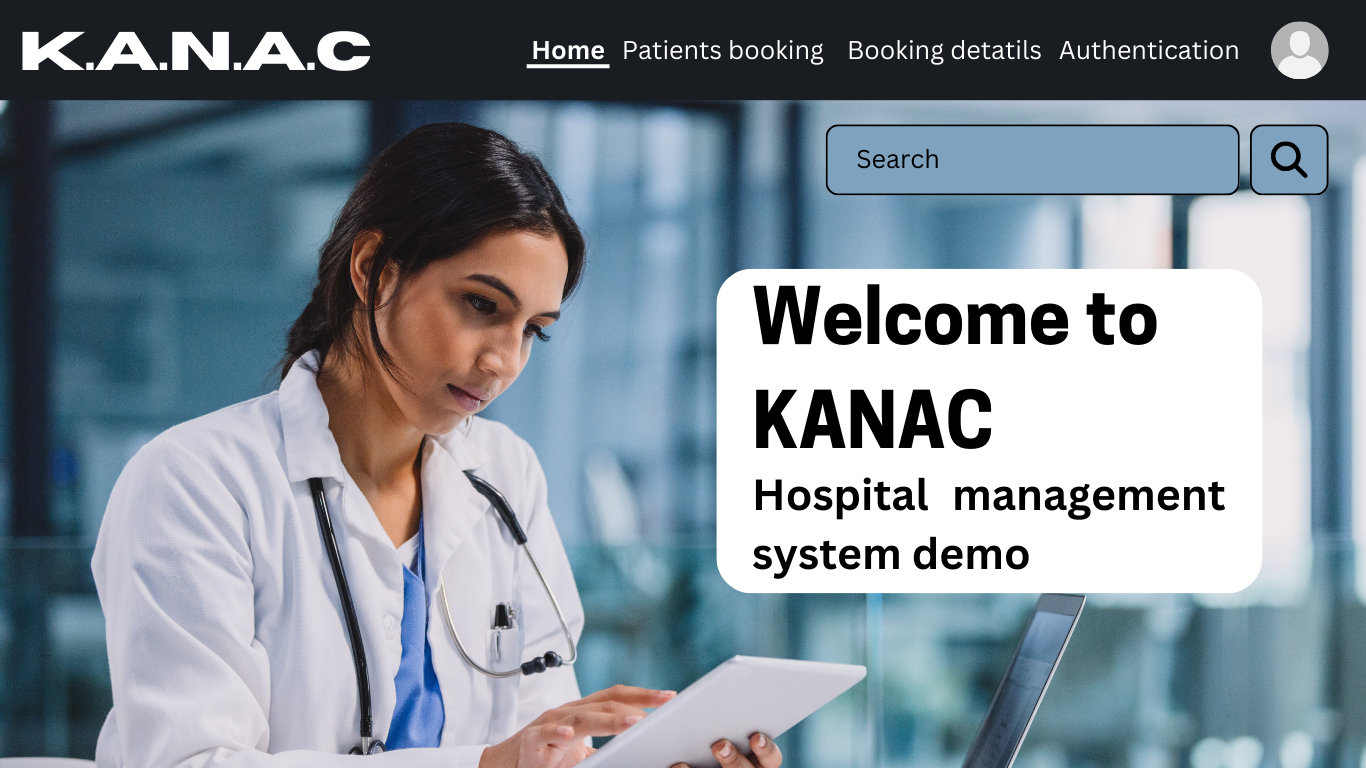 K.A.N.A.C
Home Patients booking Booking detatils Authentication
Search
Welcome to
KANAC
Hospital management
system demo